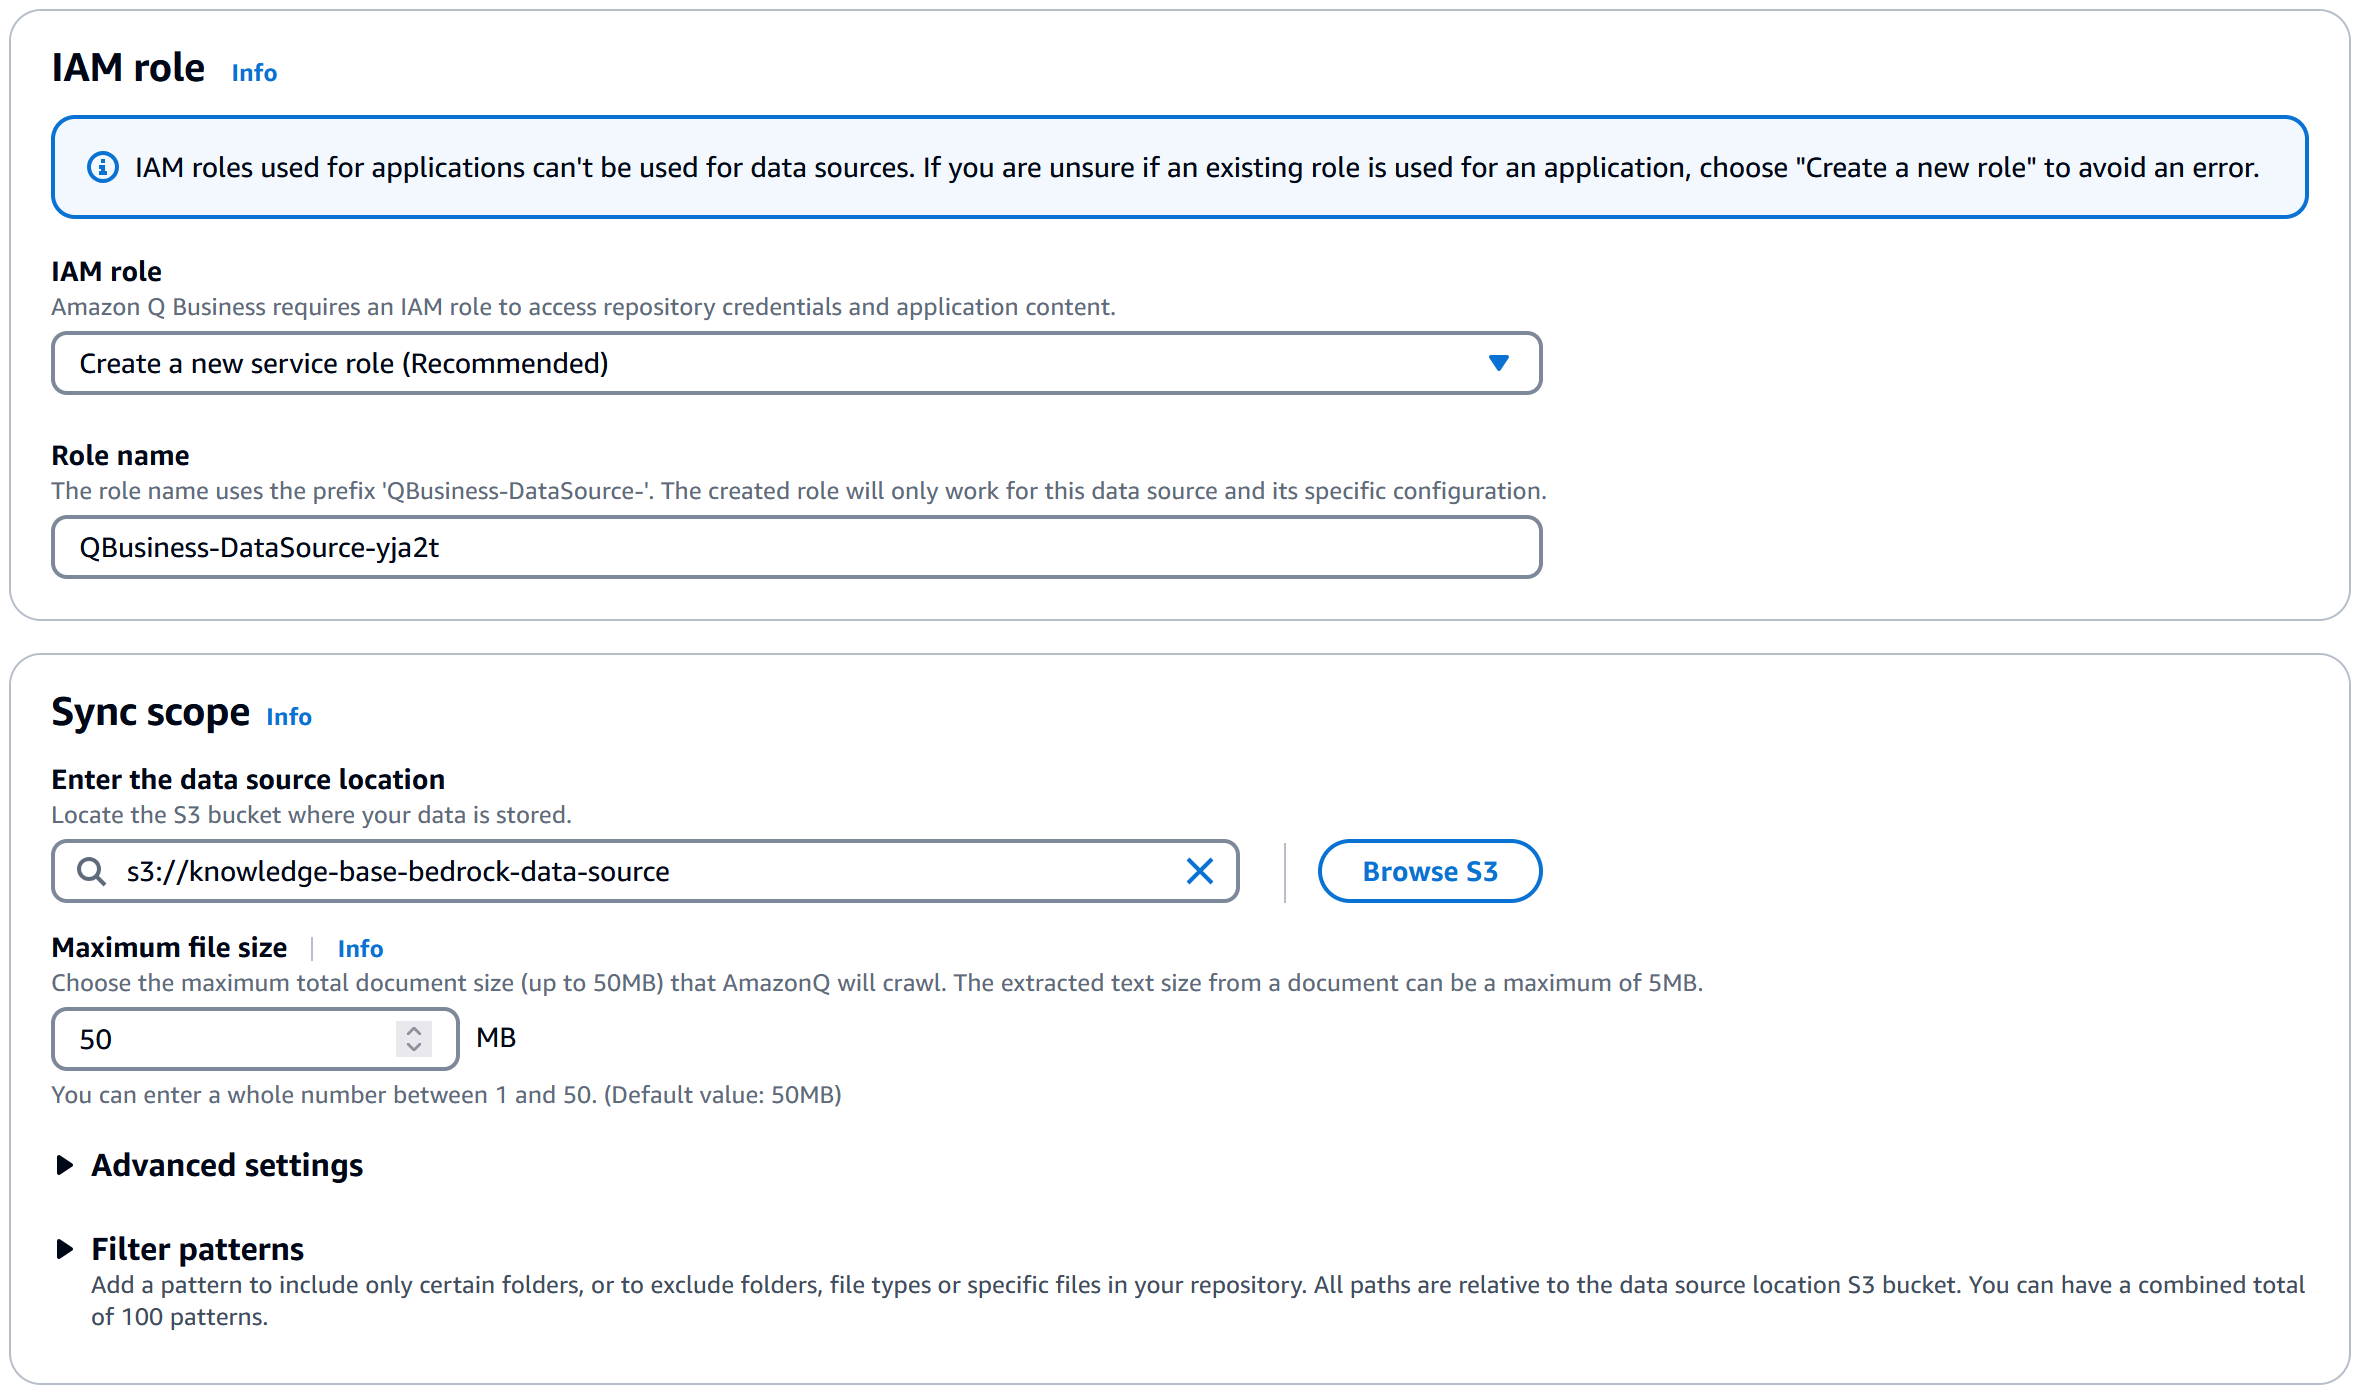 IAM role Info
IAM roles used for applications can't be used for data sources. If you are unsure if an existing role is used for an application, choose "Create a new role" to avoid an error.
IAM role
Amazon Q Business requires an IAM role to access repository credentials and application content.
Create a new service role (Recommended)
Role name
The role name uses the prefix 'QBusiness-DataSource-'. The created role will only work for this data source and its specific configuration.
QBusiness-DataSource-yja2t
Sync scope Info
Enter the data source location
Locate the S3 bucket where your data is stored.
s3://knowledge-base-bedrock-data-source
Browse S3
Maximum file size Info
Choose the maximum total document size (up to 50MB) that AmazonQ will crawl. The extracted text size from a document can be a maximum of 5MB.
50 MB
You can enter a whole number between 1 and 50. (Default value: 50MB)
Advanced settings
Filter patterns
Add a pattern to include only certain folders, or to exclude folders, file types or specific files in your repository. All paths are relative to the data source location S3 bucket. You can have a combined total
of 100 patterns.